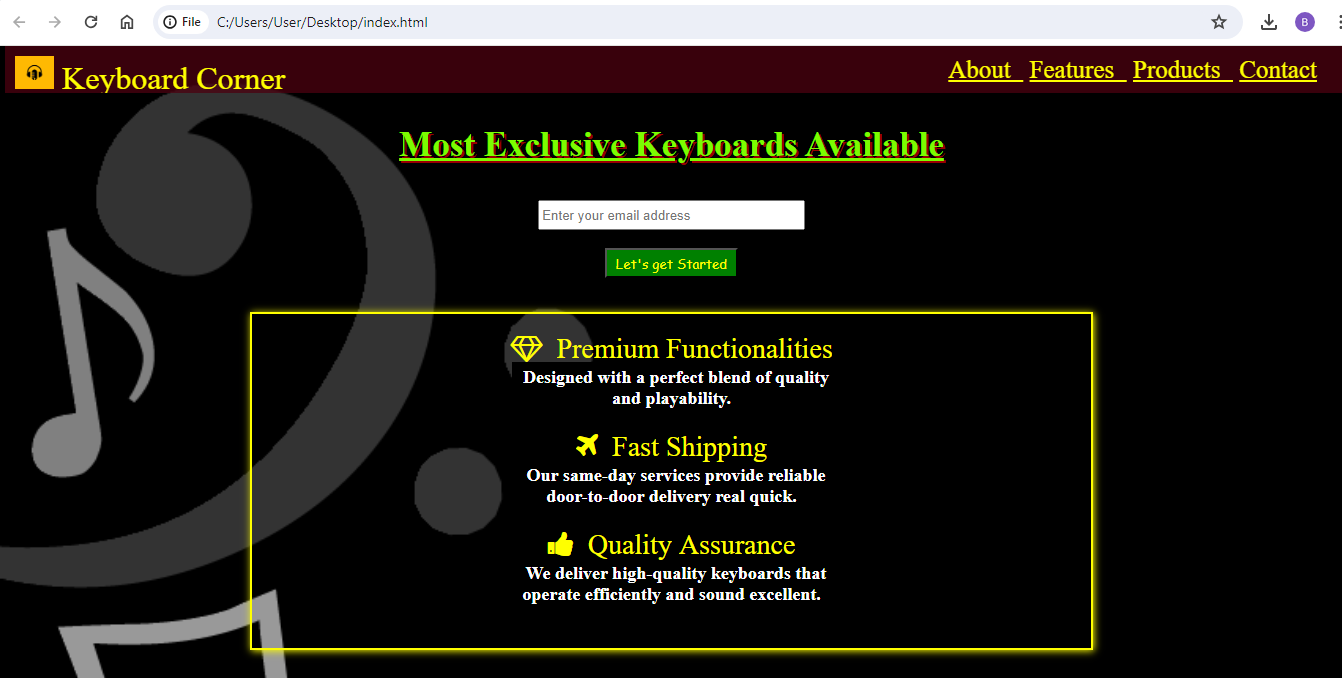 File C:/Users/User/Desktop/index.html B
Keyboard Corner About Features Products Contact
Most Exclusive Keyboards Available
Enter your email address
Let's get Started
Premium Functionalities
Designed with a perfect blend of quality
and playability.
Fast Shipping
Our same-day services provide reliable
door-to-door delivery real quick.
Quality Assurance
We deliver high-quality keyboards that
operate efficiently and sound excellent.